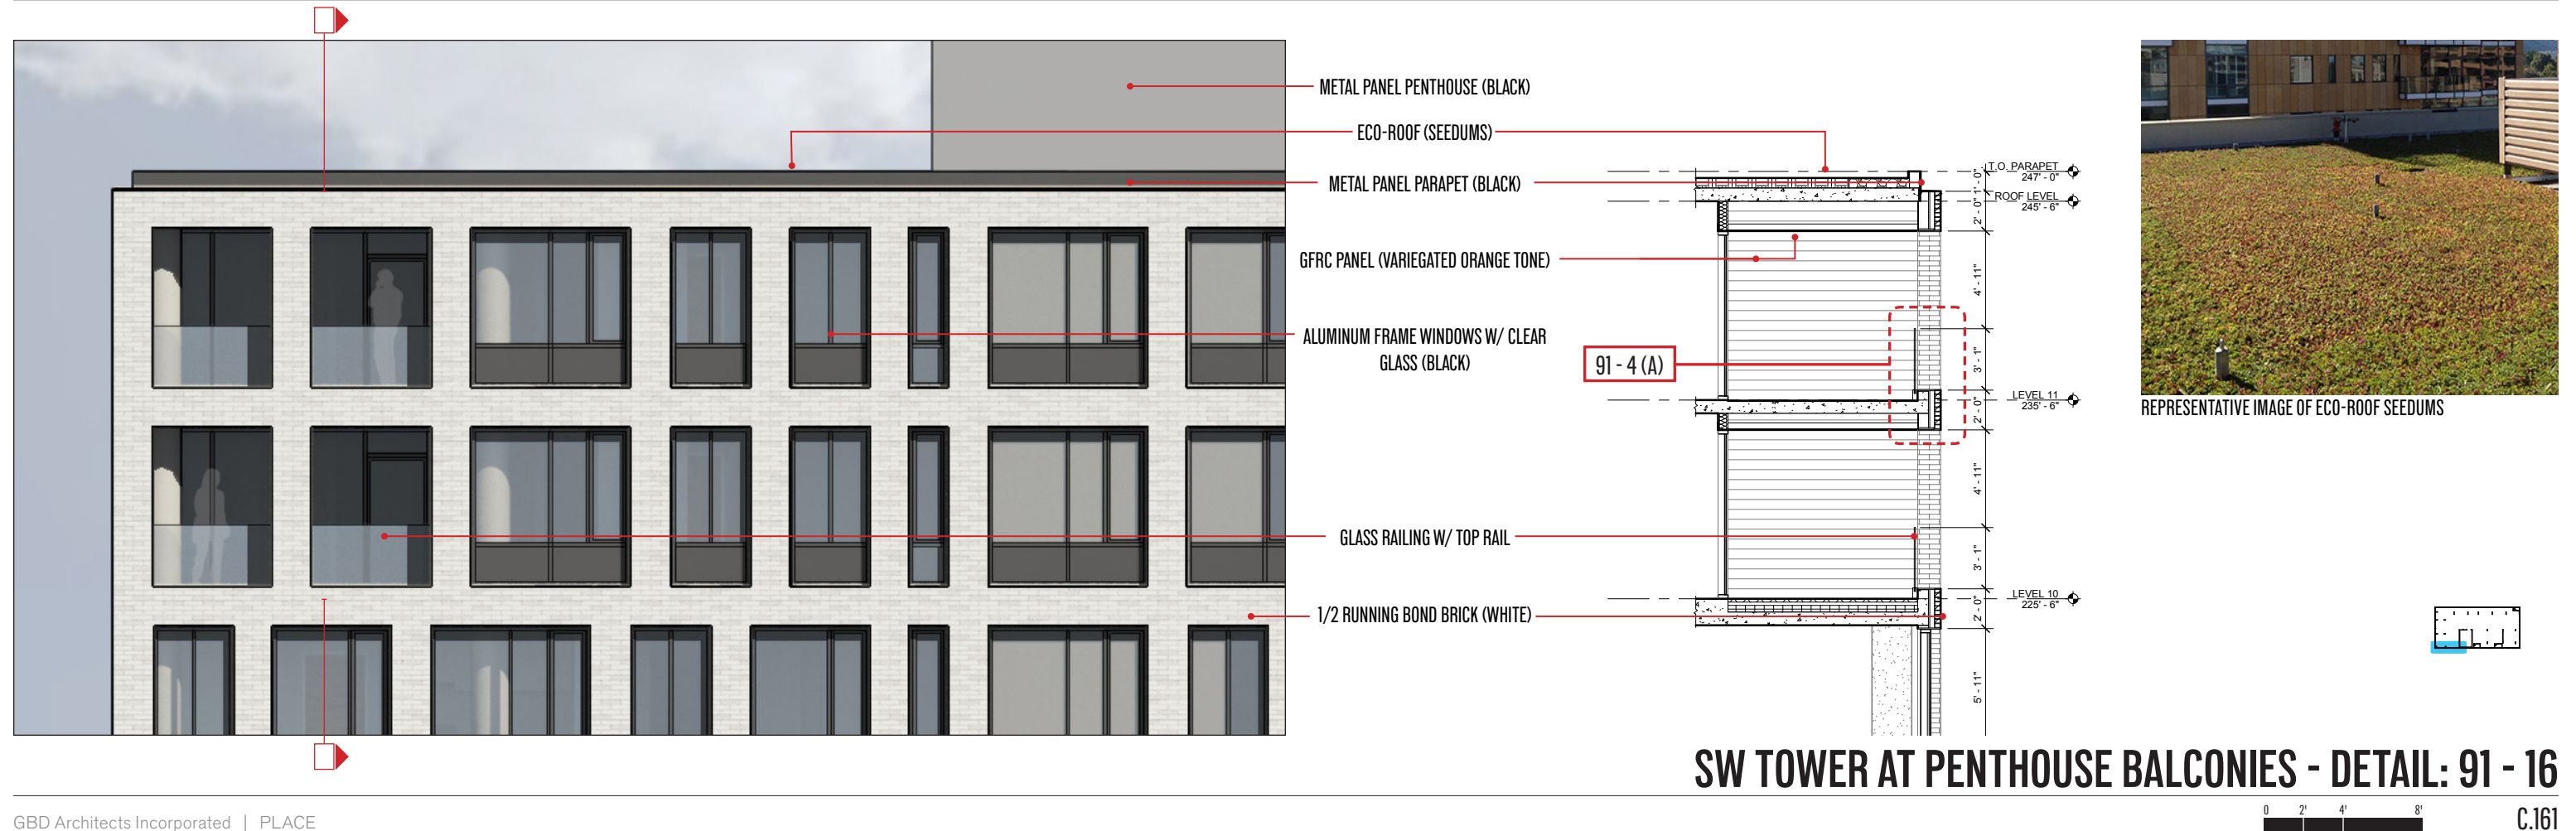 METAL PANEL PENTHOUSE (BLACK)
ECO-ROOF (SEEDUMS)
METAL PANEL PARAPET (BLACK)
GFRC PANEL (VARIEGATED ORANGE TONE)
ALUMINUM FRAME WINDOWS W/ CLEAR
GLASS (BLACK)
GLASS RAILING W/ TOP RAIL
1/2 RUNNING BOND BRICK (WHITE)
91 - 4 (A)
T.O. PARAPET
247' - 0"
ROOF LEVEL
245' - 6"
2' - 0"
4' - 11"
3' - 1"
LEVEL 11
235' - 6"
2' - 0"
4' - 11"
3' - 1"
LEVEL 10
225' - 6"
2' - 0"
5' - 11"
REPRESENTATIVE IMAGE OF ECO-ROOF SEEDUMS
SW TOWER AT PENTHOUSE BALCONIES - DETAIL: 91 - 16
GBD Architects Incorporated | PLACE
0 2' 4' 8'
C.161